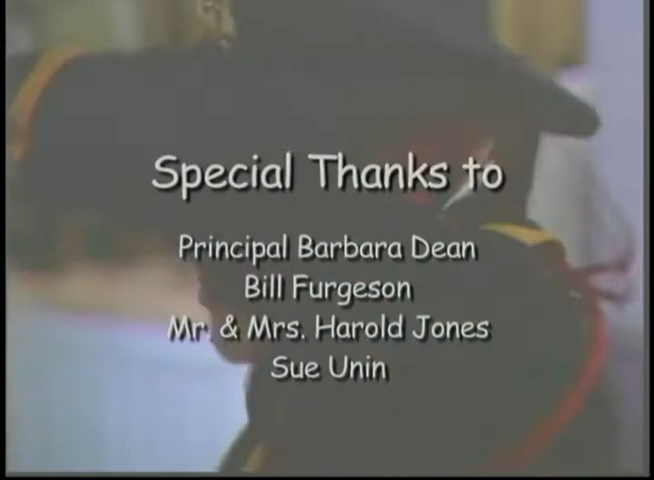 Special Thanks to
Principal Barbara Dean
Bill Furgeson
Mr. & Mrs. Harold Jones
Sue Unin